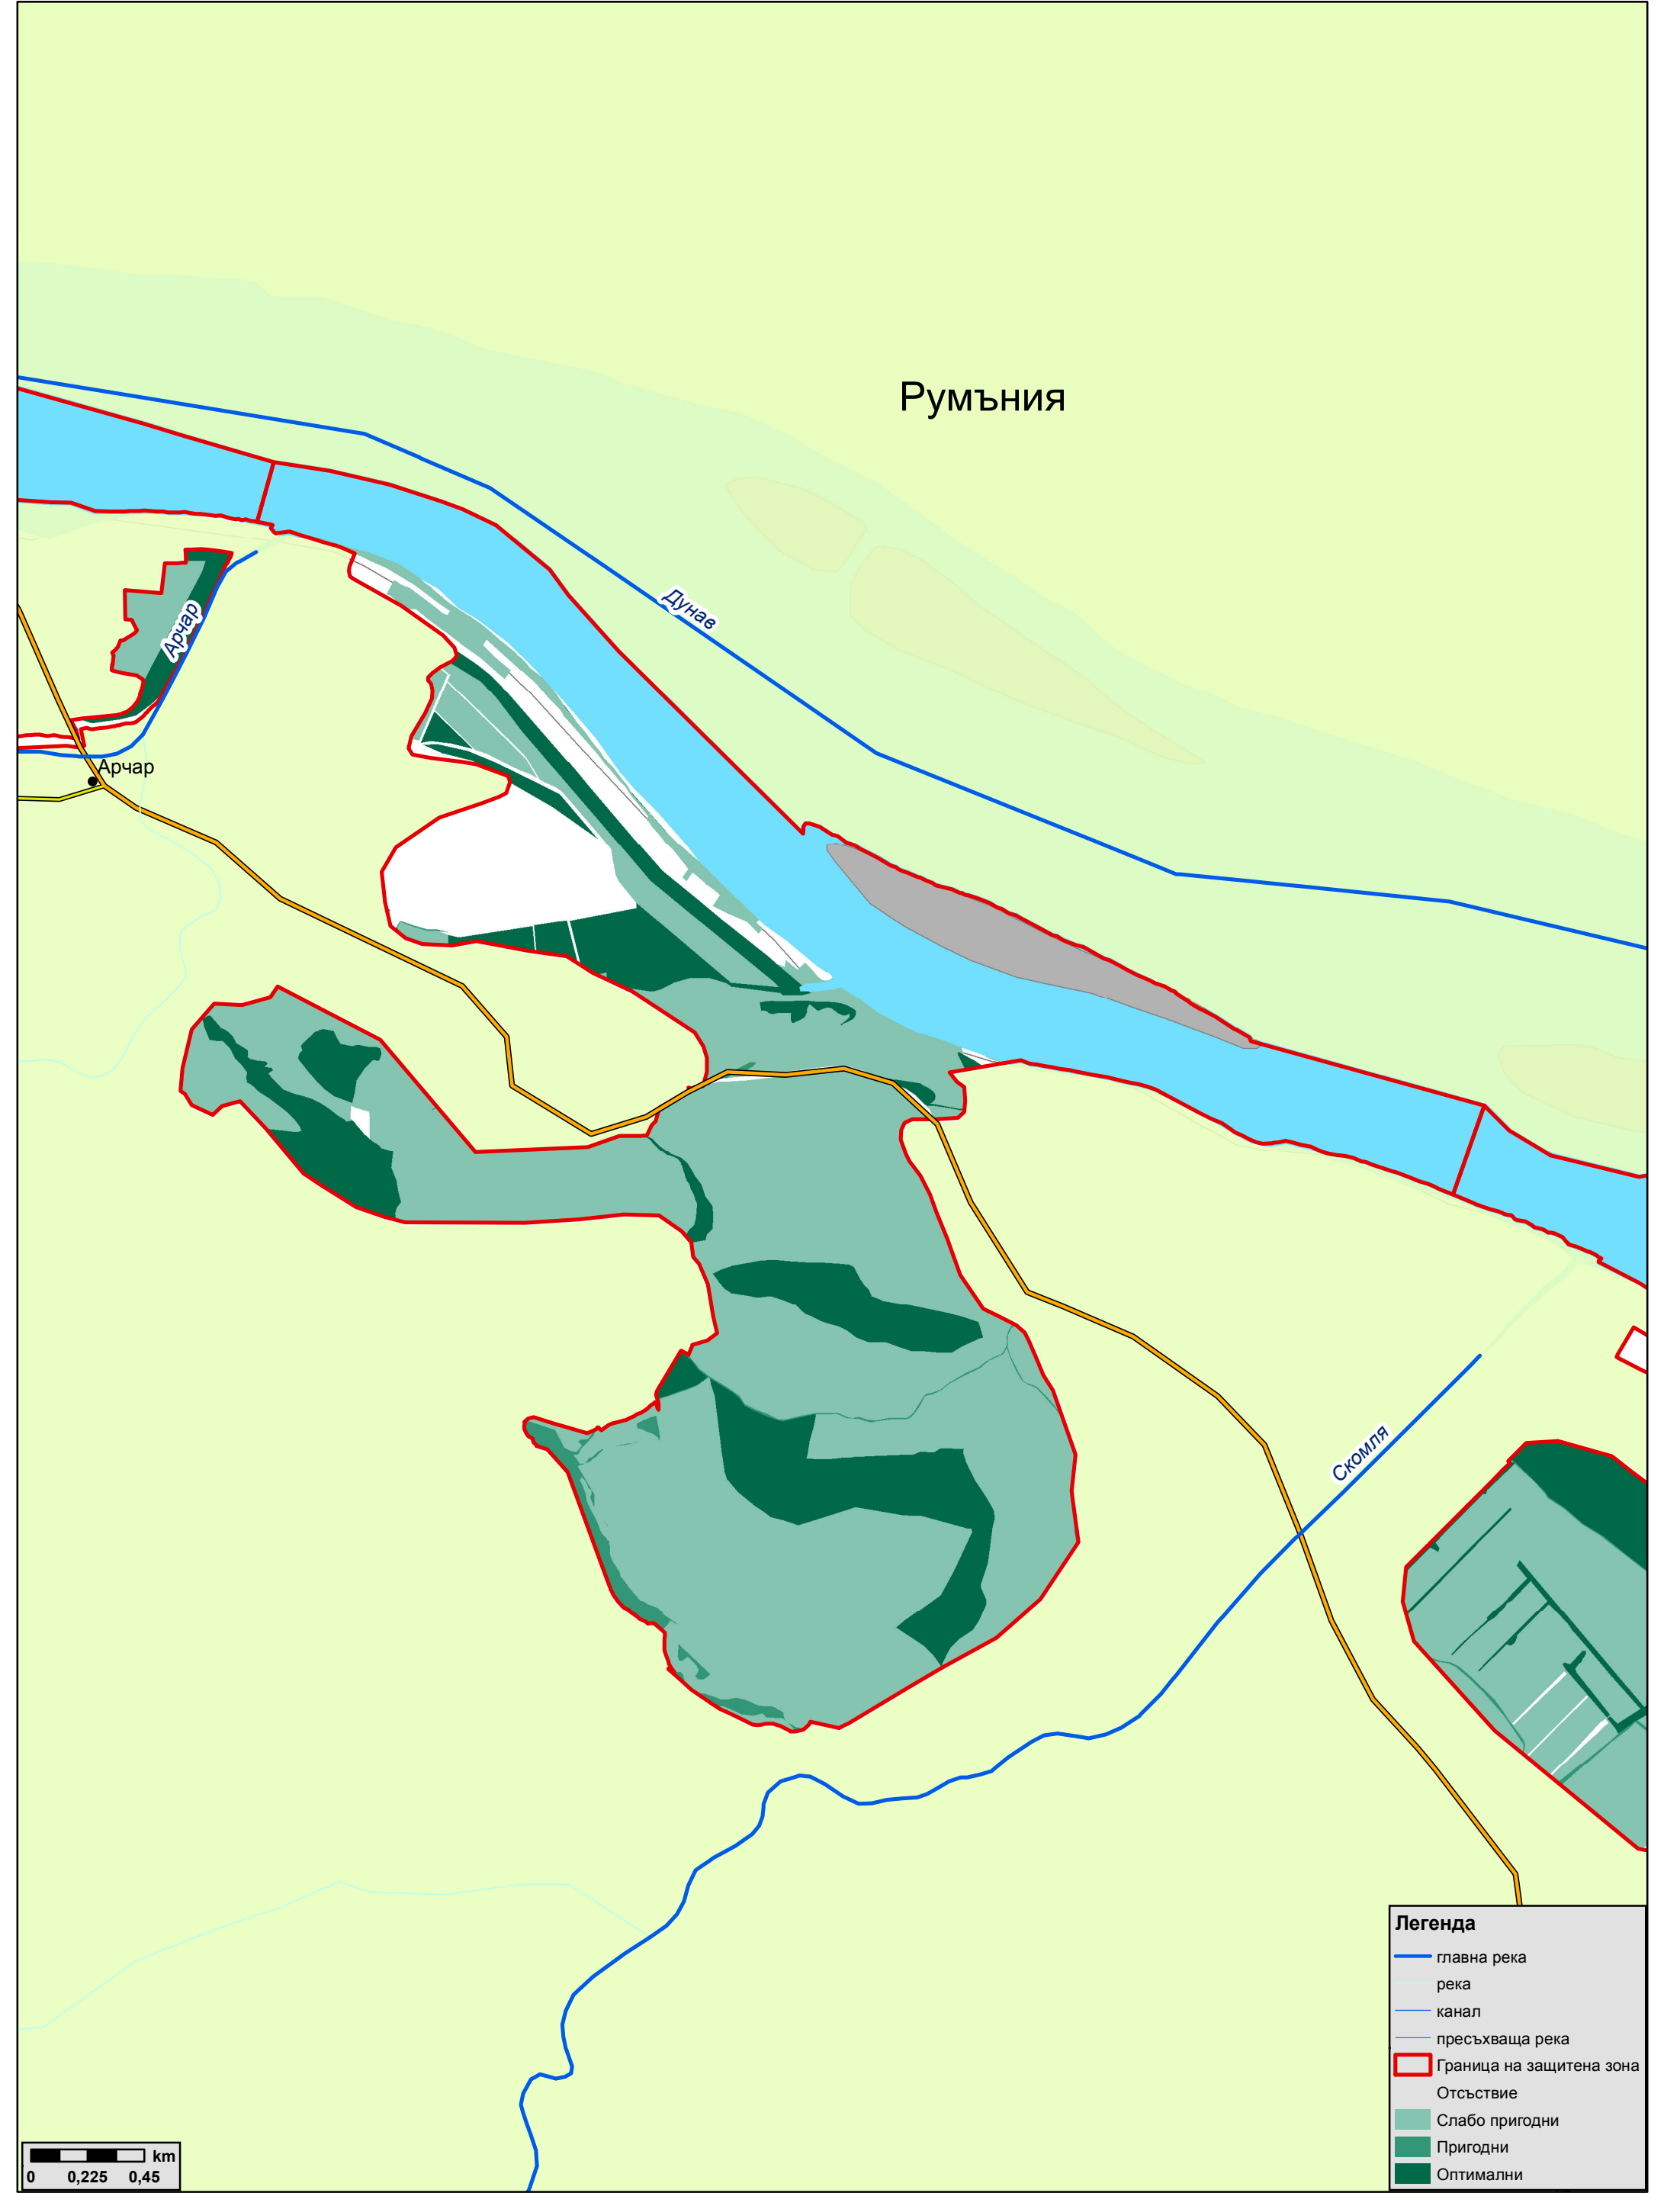 Румъния
Дунав
Арчар
Арчар
Скомля
Легенда
главна река
река
канал
пресъхваща река
Граница на защитена зона
Отсъствие
Слабо пригодни
Пригодни
Оптимални
km
0 0,225 0,45